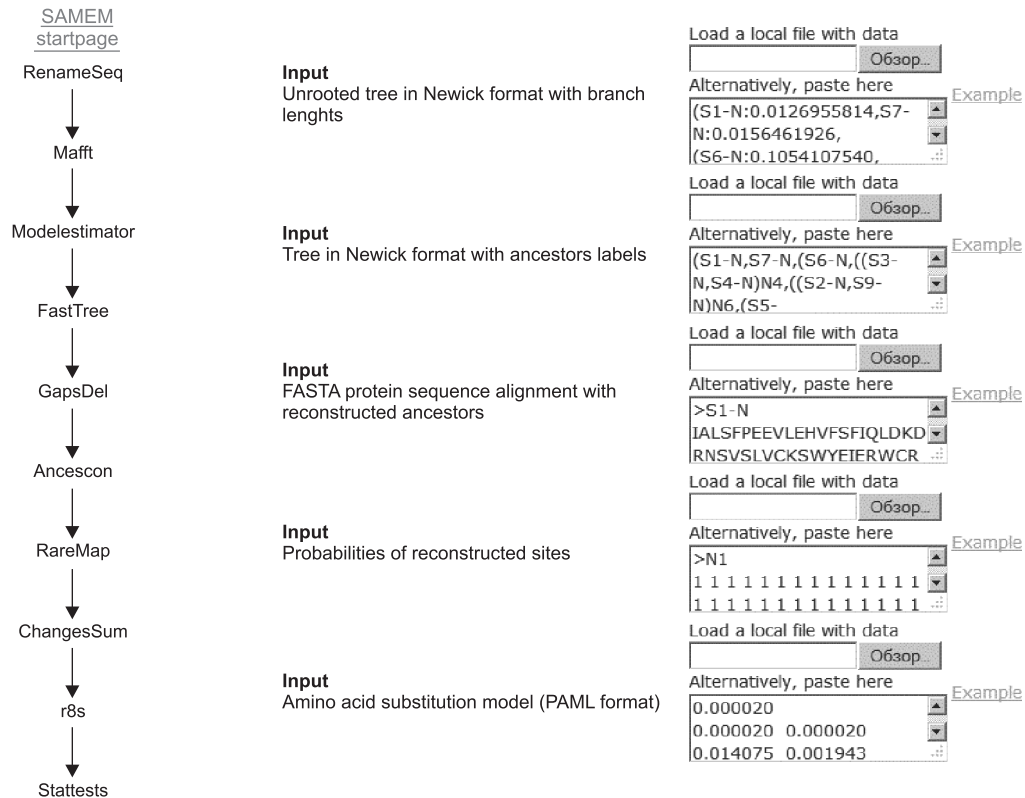 SAMEM
startpage
RenameSeq
Mafft
Modelestimator
FastTree
GapsDel
Ancescon
RareMap
ChangesSum
r8s
Stattests
Input
Unrooted tree in Newick format with branch
lenghts
Input
Tree in Newick format with ancestors labels
Input
FASTA protein sequence alignment with
reconstructed ancestors
Input
Probabilities of reconstructed sites
Input
Amino acid substitution model (PAML format)
Load a local file with data
Обзор...
Alternatively, paste here
Example
(S1-N:0.0126955814,S7-
N:0.0156461926,
(S6-N:0.1054107540,
Load a local file with data
Обзор...
Alternatively, paste here
Example
(S1-N,S7-N,(S6-N,((S3-
N,S4-N)N4,((S2-N,S9-
N)N6,(S5-
Load a local file with data
Обзор...
Alternatively, paste here
Example
>S1-N
IALSFPEEVLEHVFSFIQLDKD
RNSVSLVCKSWYEIERWCR
Load a local file with data
Обзор...
Alternatively, paste here
Example
>N1
1 1 1 1 1 1 1 1 1 1 1 1 1 1
1 1 1 1 1 1 1 1 1 1 1 1 1 1
Load a local file with data
Обзор...
Alternatively, paste here
Example
0.000020
0.000020 0.000020
0.014075 0.001943